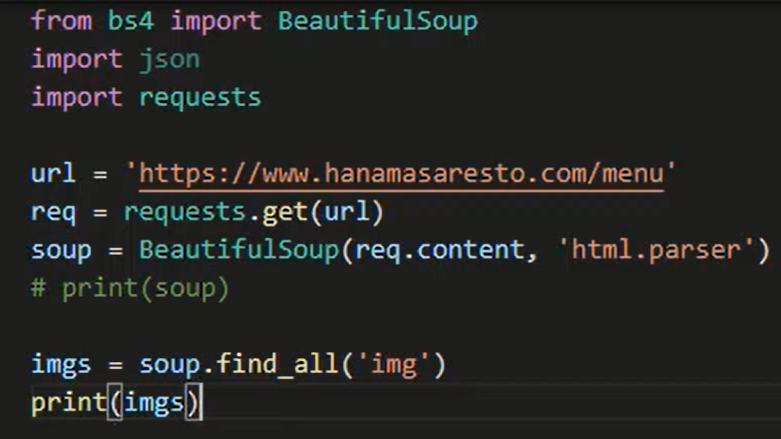 from bs4 import BeautifulSoup
import json
import requests
url = 'https://www.hanamasaresto.com/menu'
req = requests.get(url)
soup = BeautifulSoup(req.content, 'html.parser')
# print(soup)
imgs = soup.find_all('img')
print(imgs)